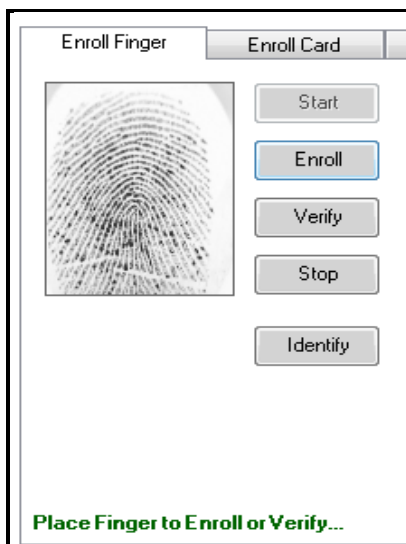 Enroll Finger
Enroll Card
Start
Enroll
Verify
Stop
Identify
Place Finger to Enroll or Verify...